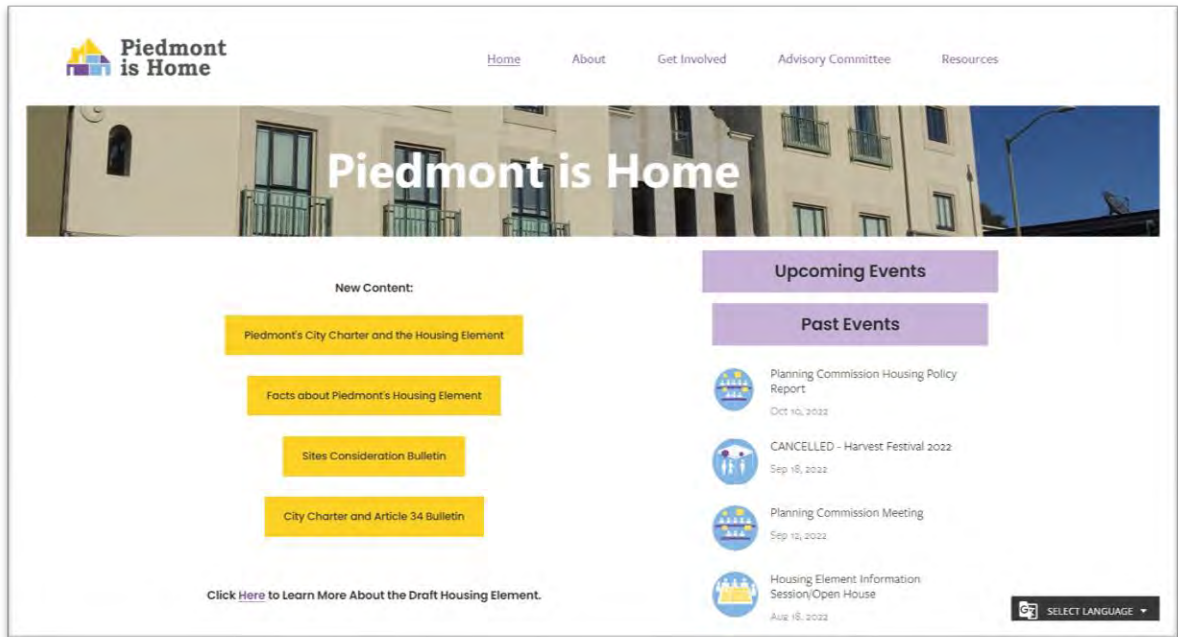 Piedmont
is Home
Home About Get Involved Advisory Committee Resources
Piedmont is Home
New Content:
Piedmont's City Charter and the Housing Element
Facts about Piedmont's Housing Element
Sites Consideration Bulletin
City Charter and Article 34 Bulletin
Click Here to Learn More About the Draft Housing Element.
Upcoming Events
Past Events
Planning Commission Housing Policy
Report
Oct 10, 2022
CANCELLED - Harvest Festival 2022
Sep 18, 2022
Planning Commission Meeting
Sep 12, 2022
Housing Element Information
Session/Open House
Aug 18, 2022
SELECT LANGUAGE